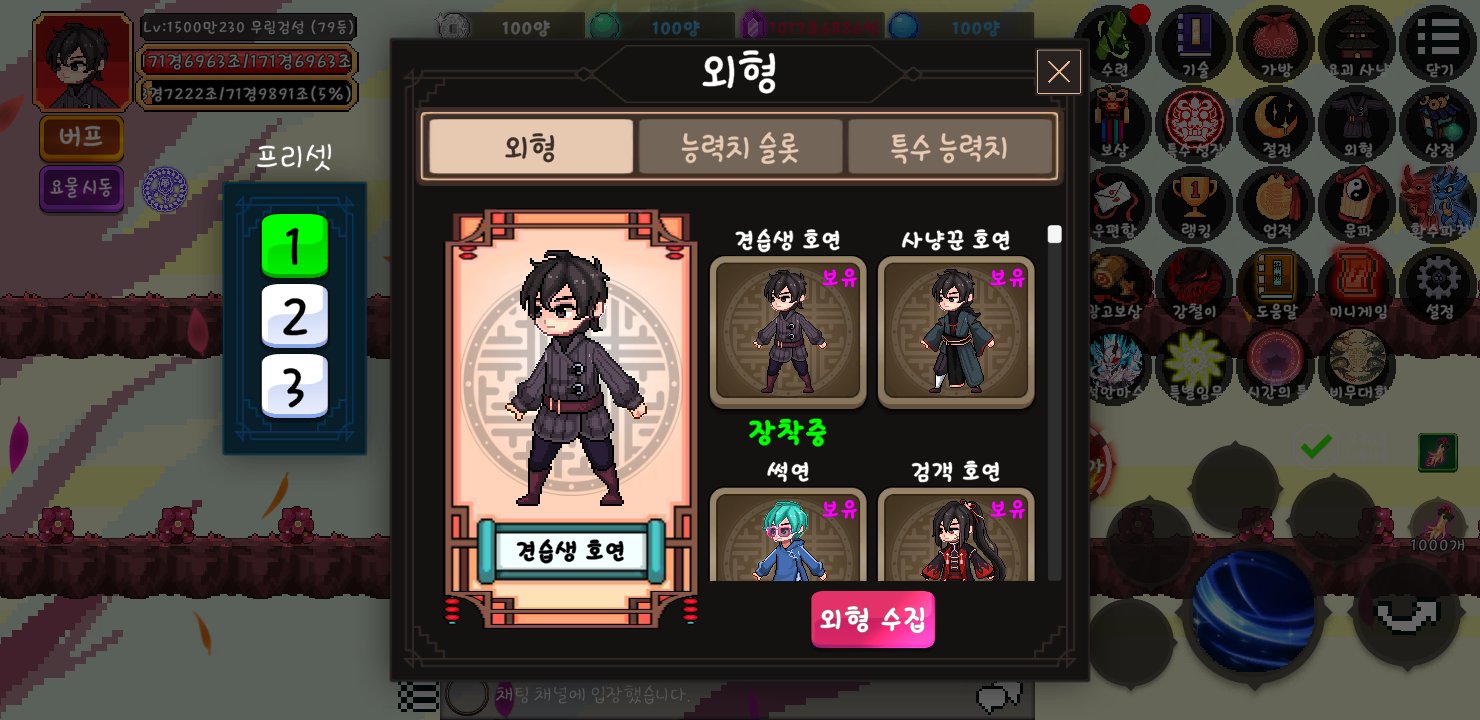 Lv:1500만230 무림검성 (79등)
71경6963조/171경6963조
경7222조/71경9891조(5%)
버프
요물시동
100양
100양
100양
프리셋
1
2
3
외형
외형
능력치 슬롯
특수 능력치
견습생 호연
사냥꾼 호연
보유
보유
장착중
썩연
검객 호연
보유
보유
견습생 호연
외형 수집
채팅 채널에 입장했습니다.
수련
기술
가방
요괴 사냥
닫기
보상
특수 성장
결전
외형
상점
우편함
랭킹
업적
문파
광고보상
강철이
도움말
미니게임
설정
특별임무
시간의 틈
비무대회
1000개